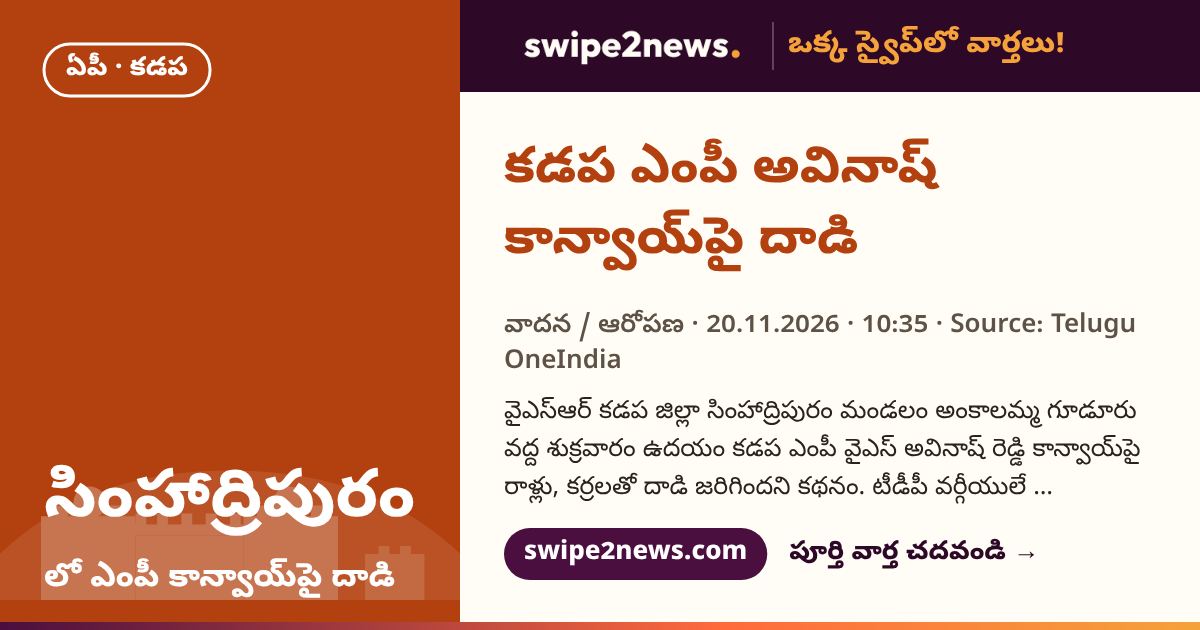 ఏపీ · కడప
సింహాద్రిపురం
లో ఎంపీ కాన్వాయ్‌పై దాడి
swipe2news.
ఒక్క స్వైప్‌లో వార్తలు!
కడప ఎంపీ అవినాష్
కాన్వాయ్‌పై దాడి
వాదన / ఆరోపణ · 20.11.2026 · 10:35 · Source: Telugu
OneIndia
వైఎస్ఆర్ కడప జిల్లా సింహాద్రిపురం మండలం అంకాలమ్మ గూడూరు
వద్ద శుక్రవారం ఉదయం కడప ఎంపీ వైఎస్ అవినాష్ రెడ్డి కాన్వాయ్‌పై
రాళ్లు, కర్రలతో దాడి జరిగిందని కథనం. టీడీపీ వర్గీయులే ...
swipe2news.com
పూర్తి వార్త చదవండి →